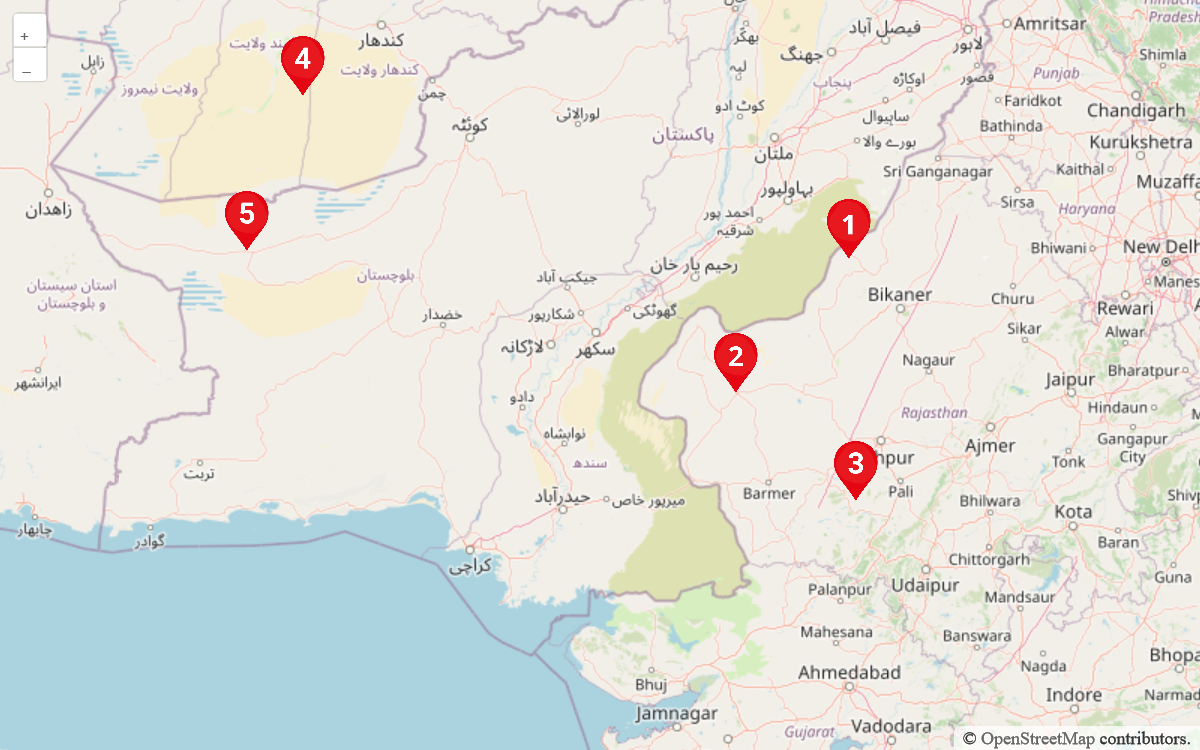 +
−
زابل
ولایت نیمروز
ند ولایت
4
کندهار
کندهار ولایت
چمن
کوئٹہ
لورالائی
پاکستان
بھکر
لیہ
کوٹ ادو
ملتان
جھنگ
فیصل آباد
پنجاب
اوکاڑہ
ساہیوال
بورے والا
لاہور
قصور
Amritsar
Pradesh
Shimla
Punjab
Chandigarh
Faridkot
Bathinda
Kurukshetra
Kaithal
Muzaffa
Sri Ganganagar
Sirsa
Haryana
Bhiwani
New Delh
زاهدان
5
بہاولپور
احمد پور
شرقیہ
رحیم یار خان
1
Bikaner
Churu
Manes
Rewari
Sikar
Alwar
استان سیستان
و بلوچستان
بلوچستان
جیکب آباد
گھوٹکی
شکارپور
خضدار
سکھر
لاڑکانہ
2
Nagaur
Jaipur
Bharatpur
ایرانشهر
دادو
نوابشاہ
سندھ
Rajasthan
Hindaun
Gangapur
City
Ajmer
Tonk
3
hpur
Pali
Barmer
تربت
حیدرآباد
میرپور خاص
Bhilwara
Kota
Shivp
Baran
چابهار
گوادر
کراچی
Chittorgarh
Guna
Palanpur
Udaipur
Mandsaur
Mahesana
Banswara
Bhopa
Nagda
Ahmedabad
Bhuj
Indore
Narmad
Jamnagar
Gujarat
Vadodara
© OpenStreetMap contributors.